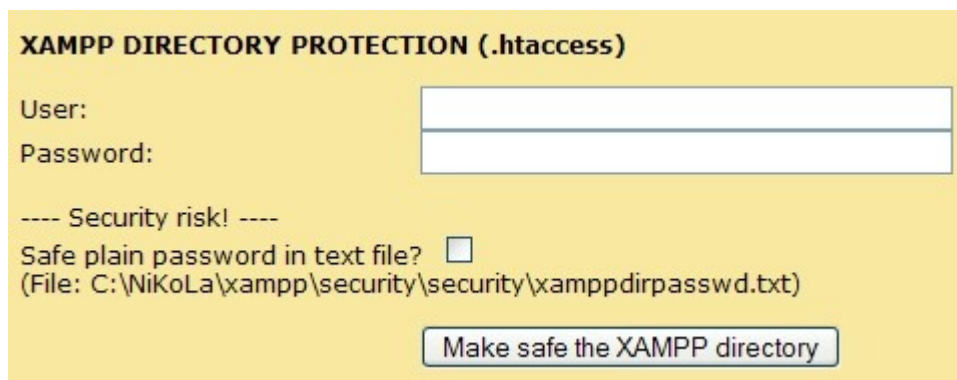 XAMPP DIRECTORY PROTECTION (.htaccess)
User:
Password:
---- Security risk! ----
Safe plain password in text file?
(File: C:\NiKoLa\xampp\security\security\xamppdirpasswd.txt)
Make safe the XAMPP directory